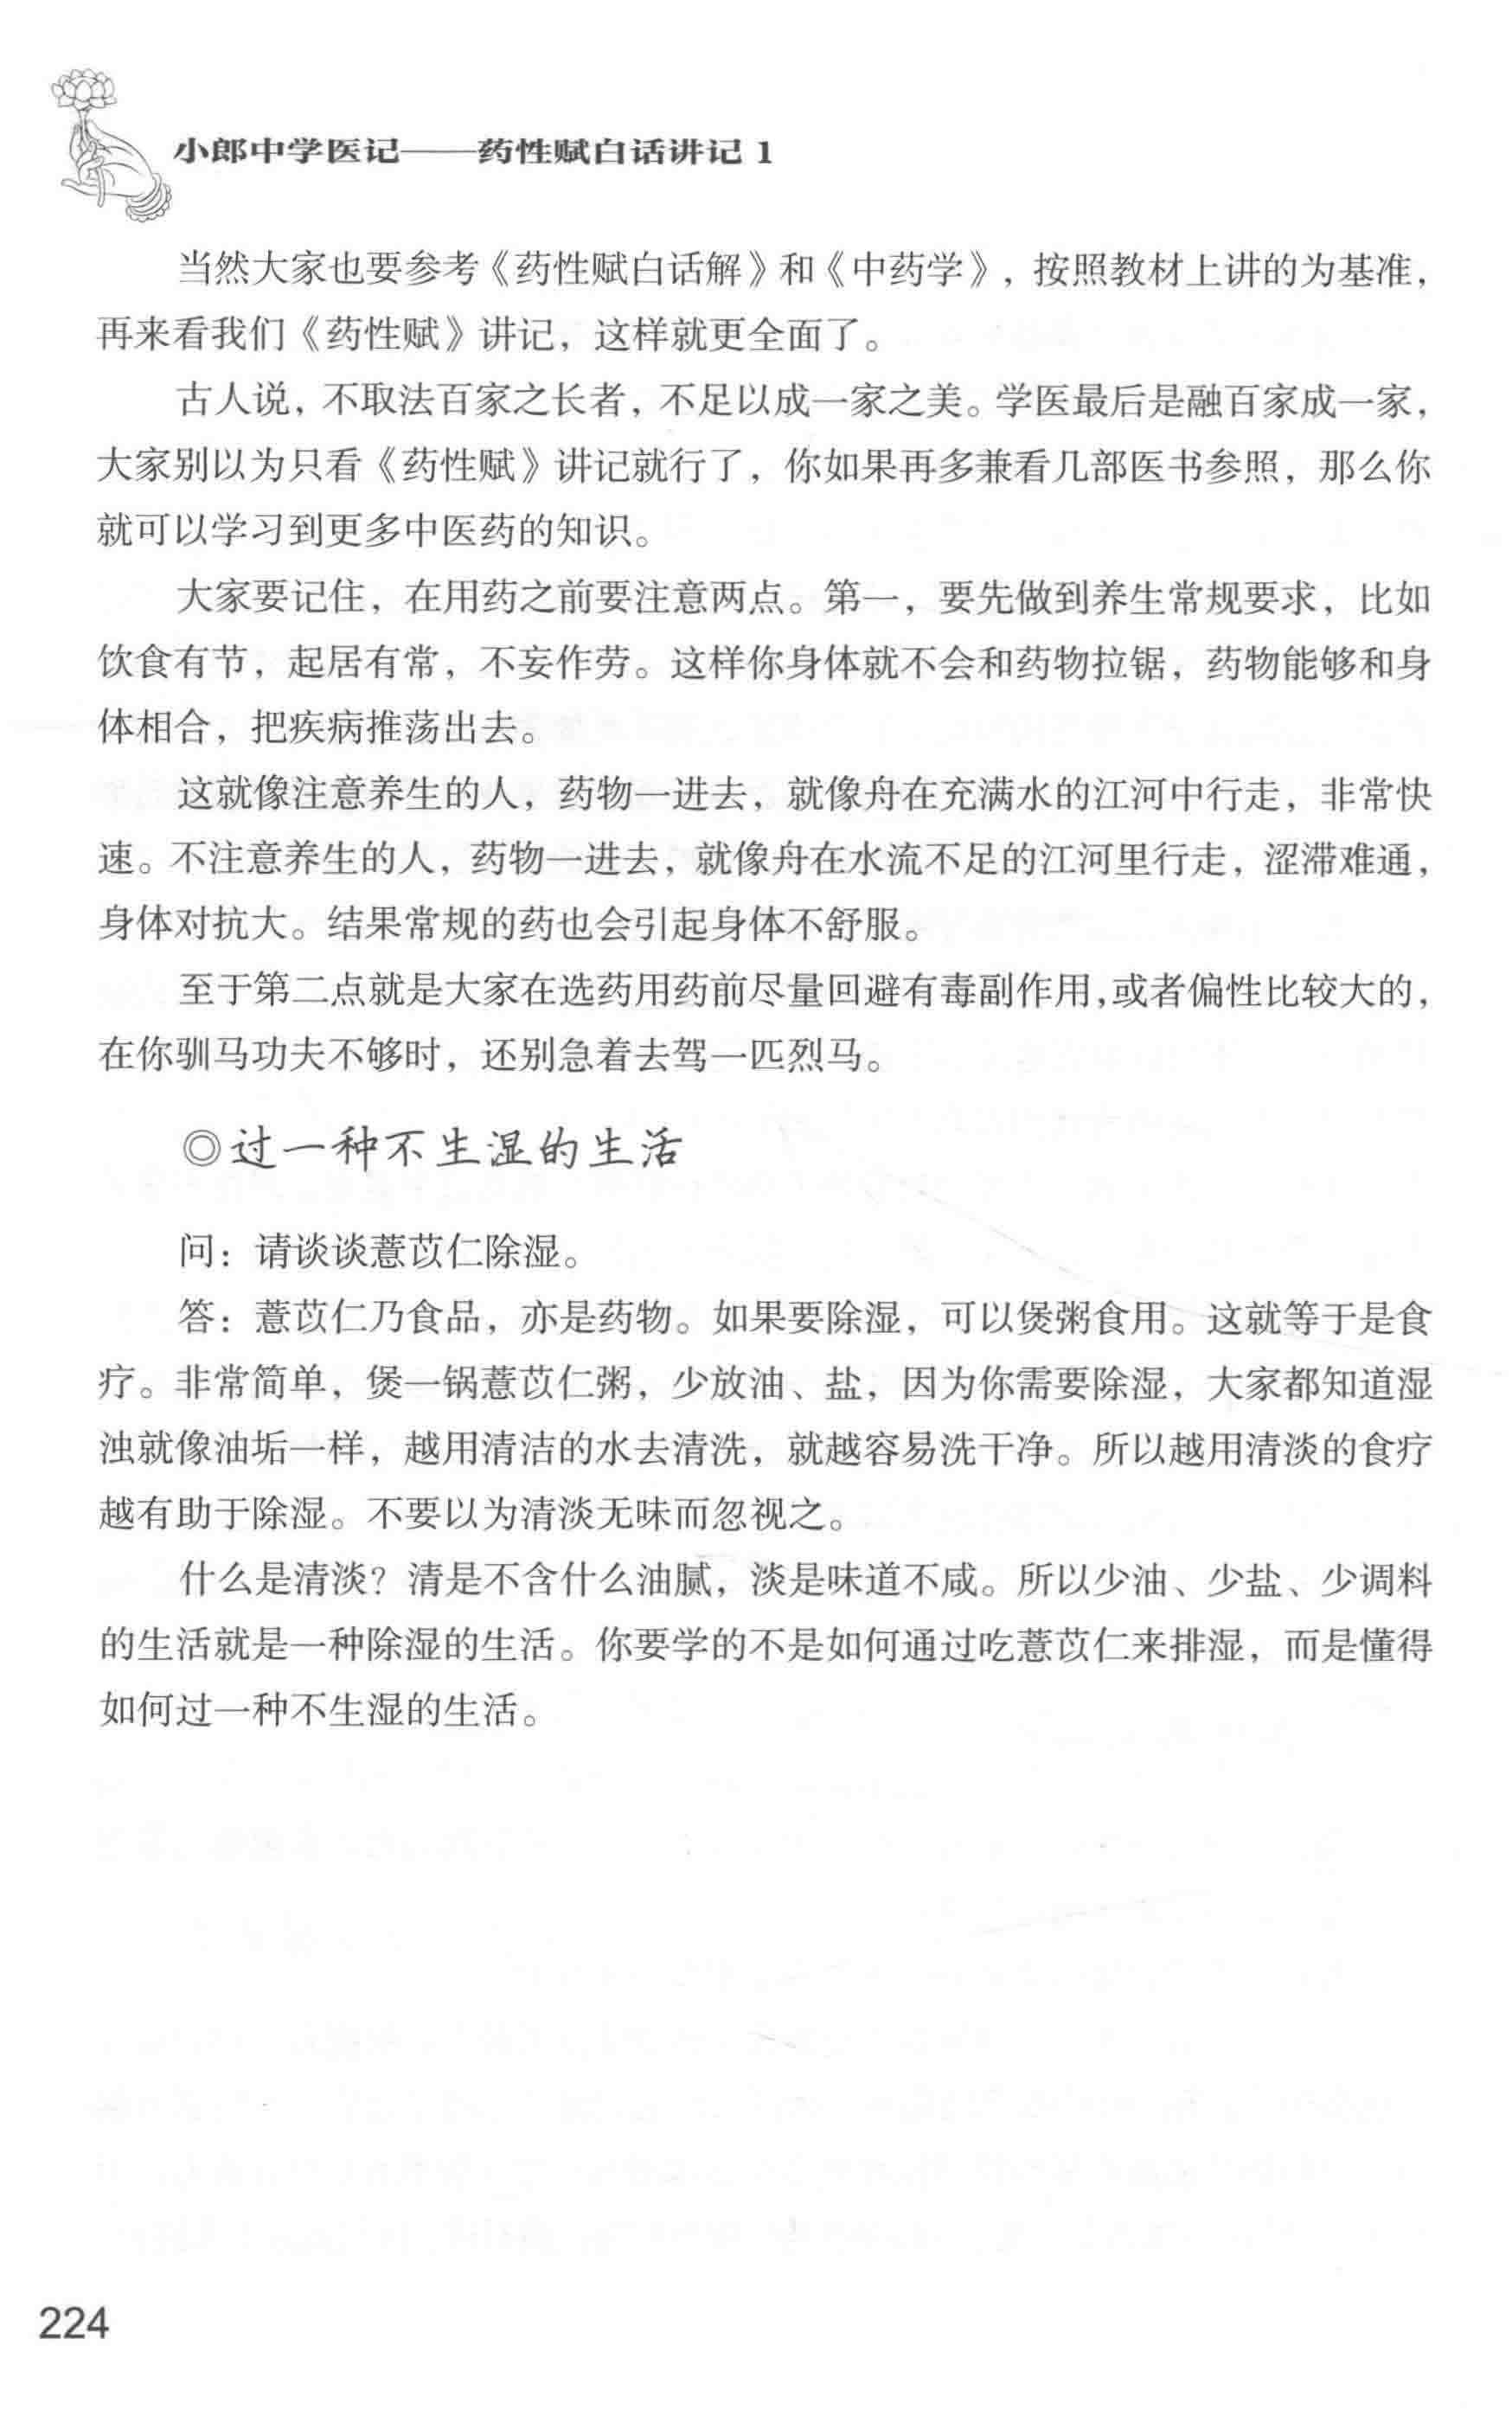 小郎中学医记——药性赋白话讲记 1
当然大家也要参考《药性赋白话解》和《中药学》，按照教材上讲的为基准，
再来看我们《药性赋》讲记，这样就更全面了。
古人说，不取法百家之长者，不足以成一家之美。学医最后是融百家成一家，
大家别以为只看《药性赋》讲记就行了，你如果再多兼看几部医书参照，那么你
就可以学习到更多中医药的知识。
大家要记住，在用药之前要注意两点。第一，要先做到养生常规要求，比如
饮食有节，起居有常，不妄作劳。这样你身体就不会和药物拉锯，药物能够和身
体相合，把疾病推荡出去。
这就像注意养生的人，药物一进去，就像舟在充满水的江河中行走，非常快
速。不注意养生的人，药物一进去，就像舟在水流不足的江河里行走，涩滞难通，
身体对抗大。结果常规的药也会引起身体不舒服。
至于第二点就是大家在选药用药前尽量回避有毒副作用,或者偏性比较大的，
在你驯马功夫不够时，还别急着去驾一匹烈马。
◎过一种不生湿的生活
问：请谈谈薏苡仁除湿。
答：薏苡仁乃食品，亦是药物。如果要除湿，可以煲粥食用。这就等于是食
疗。非常简单，煲一锅薏苡仁粥，少放油、盐，因为你需要除湿，大家都知道湿
浊就像油垢一样，越用清洁的水去清洗，就越容易洗干净。所以越用清淡的食疗
越有助于除湿。不要以为清淡无味而忽视之。
什么是清淡？清是不含什么油腻，淡是味道不咸。所以少油、少盐、少调料
的生活就是一种除湿的生活。你要学的不是如何通过吃薏苡仁来排湿，而是懂得
如何过一种不生湿的生活。
224